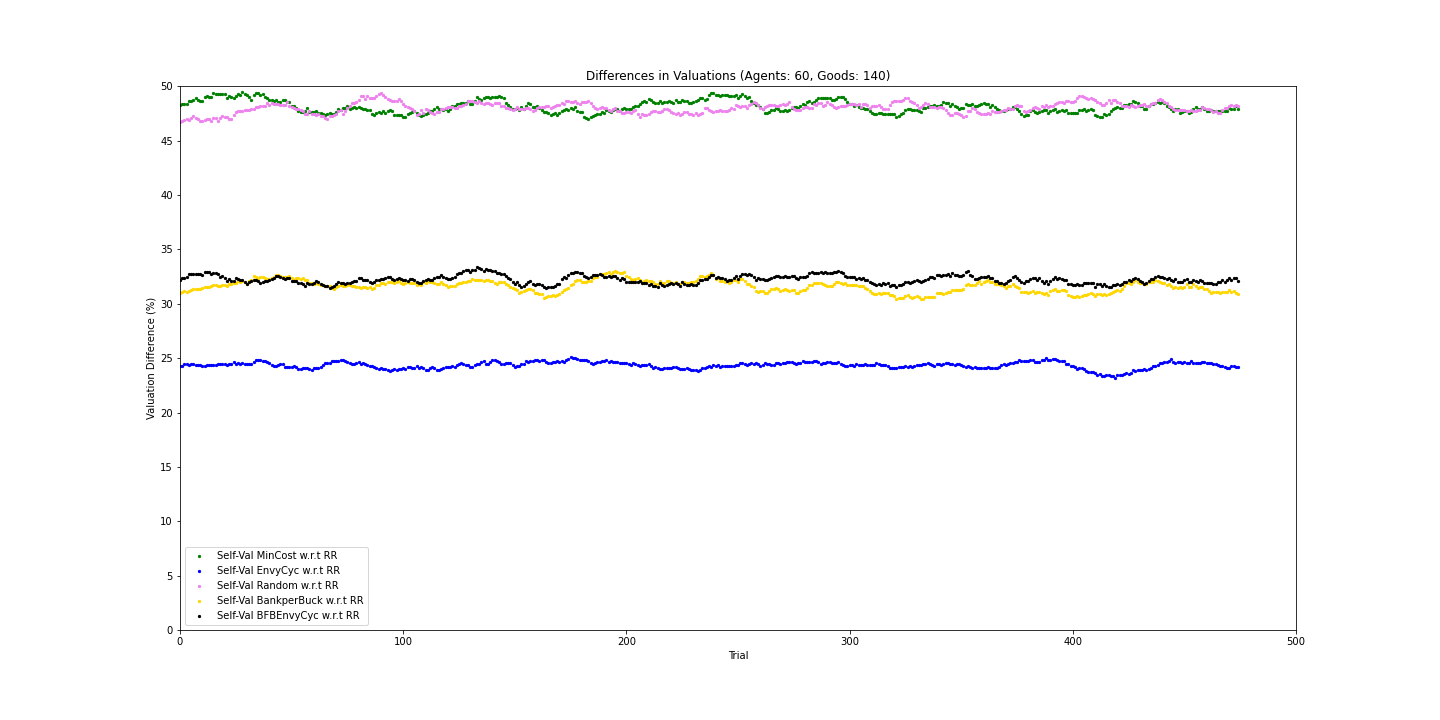 Differences in Valuations (Agents: 60, Goods: 140)
50
45
40
35
30
25
20
15
10
5
0
Valuation Difference (%)
Self-Val MinCost w.r.t RR
Self-Val EnvyCyc w.r.t RR
Self-Val Random w.r.t RR
Self-Val BankperBuck w.r.t RR
Self-Val BFBEnvyCyc w.r.t RR
0 100 200 300 400 500
Trial